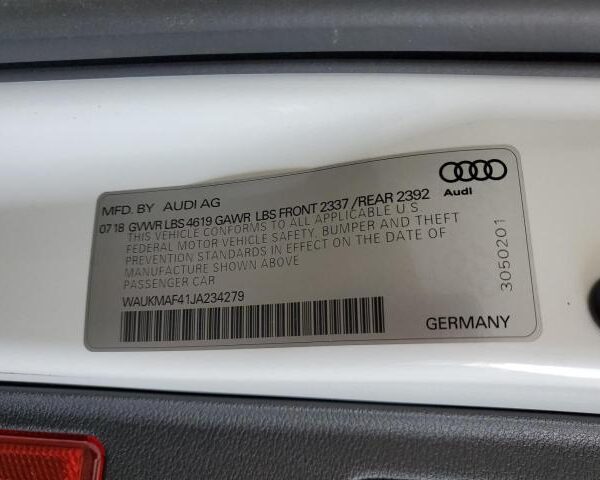 MFD. BY AUDI AG
Audi
07 18 GVWR LBS 4619 GAWR LBS FRONT 2337 / REAR 2392
THIS VEHICLE CONFORMS TO ALL APPLICABLE U.S.
FEDERAL MOTOR VEHICLE SAFETY, BUMPER AND THEFT
PREVENTION STANDARDS IN EFFECT ON THE DATE OF
MANUFACTURE SHOWN ABOVE
PASSENGER CAR
WAUKMAF41JA234279
GERMANY
3050201